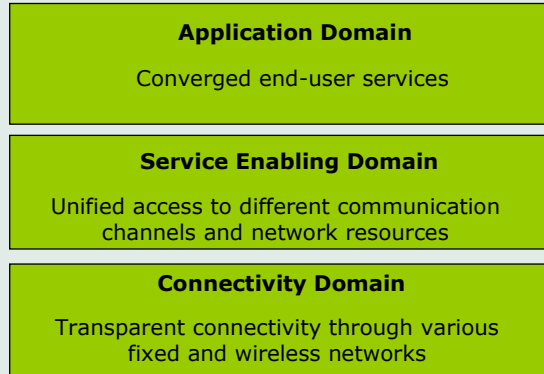 Application Domain
Converged end-user services
Service Enabling Domain
Unified access to different communication
channels and network resources
Connectivity Domain
Transparent connectivity through various
fixed and wireless networks